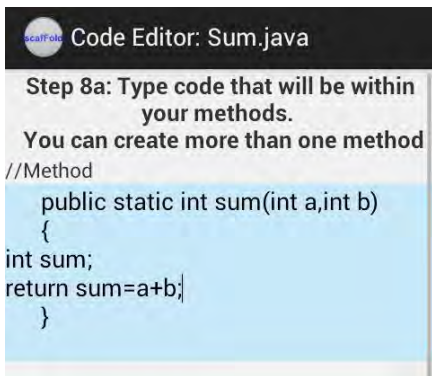 scaffold Code Editor: Sum.java
Step 8a: Type code that will be within
your methods.
You can create more than one method
//Method
public static int sum(int a,int b)
{
int sum;
return sum=a+b;
}